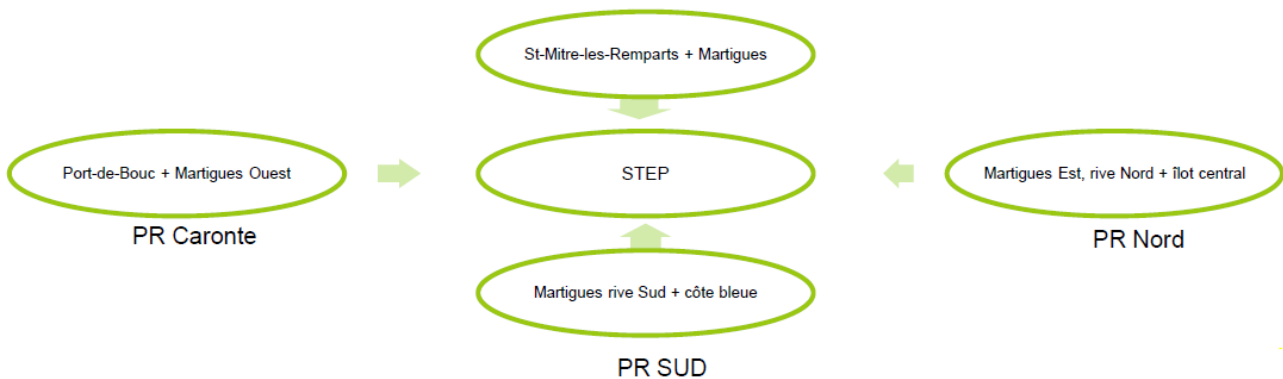 St-Mitre-les-Remparts + Martigues
Port-de-Bouc + Martigues Ouest
STEP
Martigues Est, rive Nord + îlot central
PR Caronte
PR Nord
Martigues rive Sud + côte bleue
PR SUD